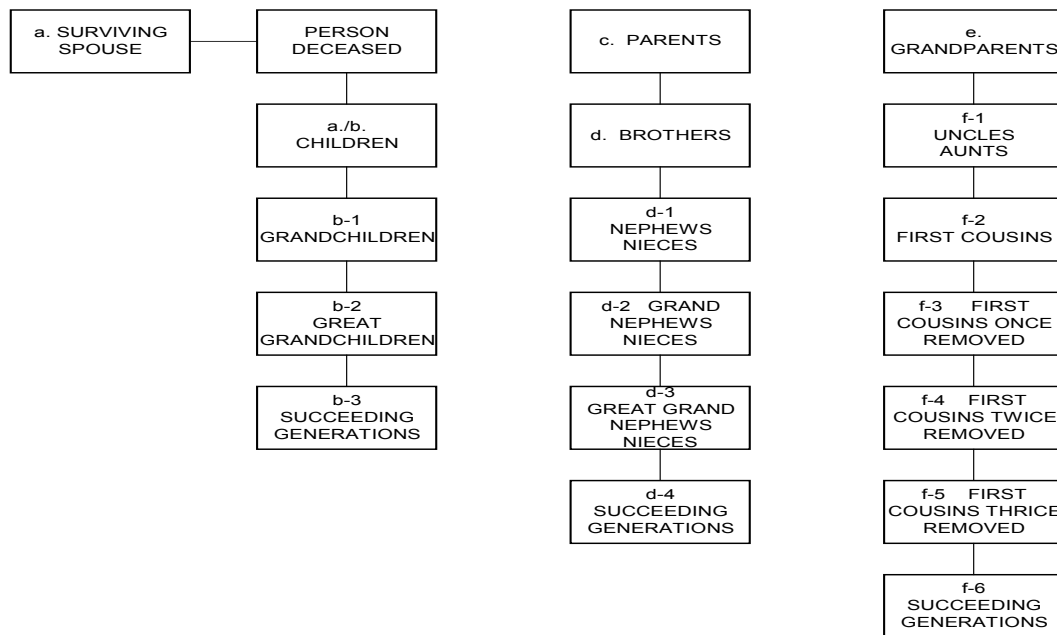 a. SURVIVING
SPOUSE
PERSON
DECEASED
a./b.
CHILDREN
b-1
GRANDCHILDREN
b-2
GREAT
GRANDCHILDREN
b-3
SUCCEEDING
GENERATIONS
c. PARENTS
d. BROTHERS
d-1
NEPHEWS
NIECES
d-2 GRAND
NEPHEWS
NIECES
d-3
GREAT GRAND
NEPHEWS
NIECES
d-4
SUCCEEDING
GENERATIONS
e.
GRANDPARENTS
f-1
UNCLES
AUNTS
f-2
FIRST COUSINS
f-3 FIRST
COUSINS ONCE
REMOVED
f-4 FIRST
COUSINS TWICE
REMOVED
f-5 FIRST
COUSINS THRICE
REMOVED
f-6
SUCCEEDING
GENERATIONS